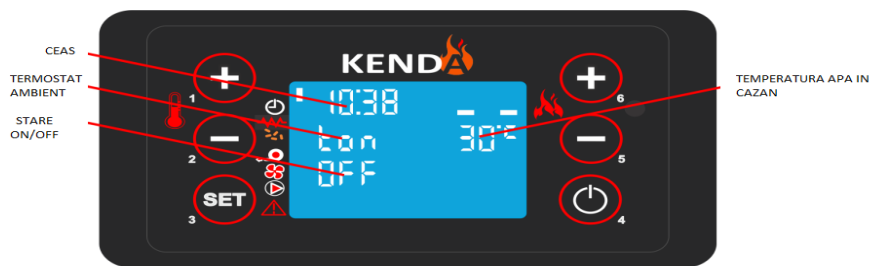 CEAS
TERMOSTAT
AMBIENT
STARE
ON/OFF
KENDA
+
1
−
2
SET
3
10:38
ton
OFF
30°C
+
6
−
5
4
TEMPERATURA APA IN
CAZAN